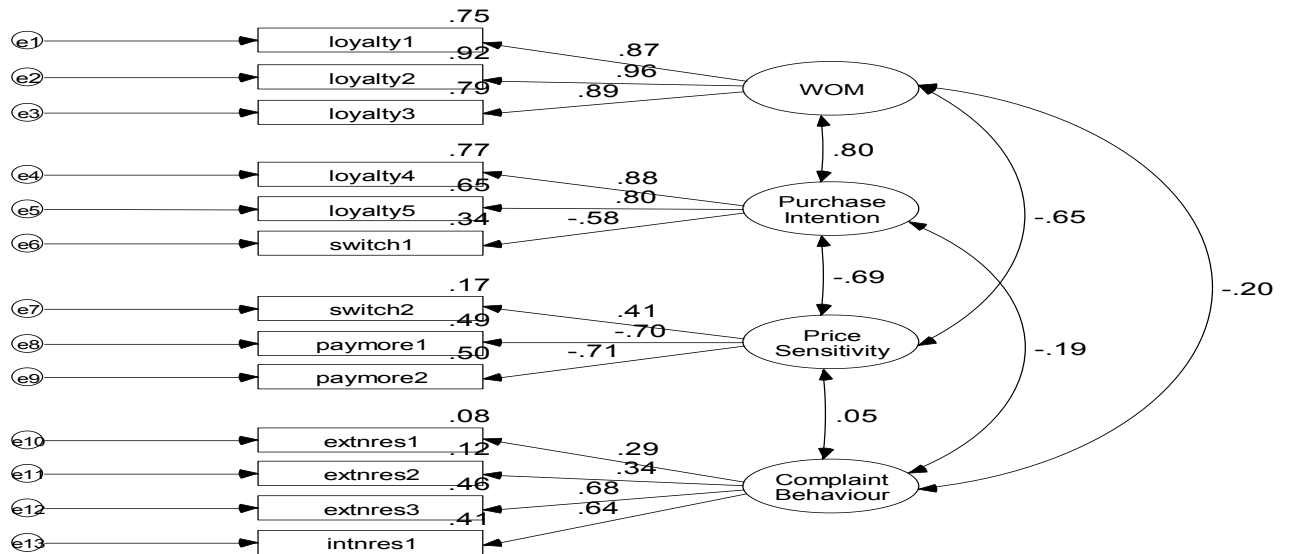 .75
e1 loyalty1 .87
.92
e2 loyalty2 .96 WOM
.79
e3 loyalty3 .89
.80
.77
e4 loyalty4 .88
.65
e5 loyalty5 .80 Purchase
Intention
.34
e6 switch1 -.58
-.65
-.69
-.20
.17
e7 switch2 .41
.49
e8 paymore1 -.70 Price
Sensitivity
.50
e9 paymore2 -.71
-.19
.05
.08
e10 extnres1 .29
.12
e11 extnres2 .34 Complaint
Behaviour
.46
e12 extnres3 .68
.41
e13 intnres1 .64